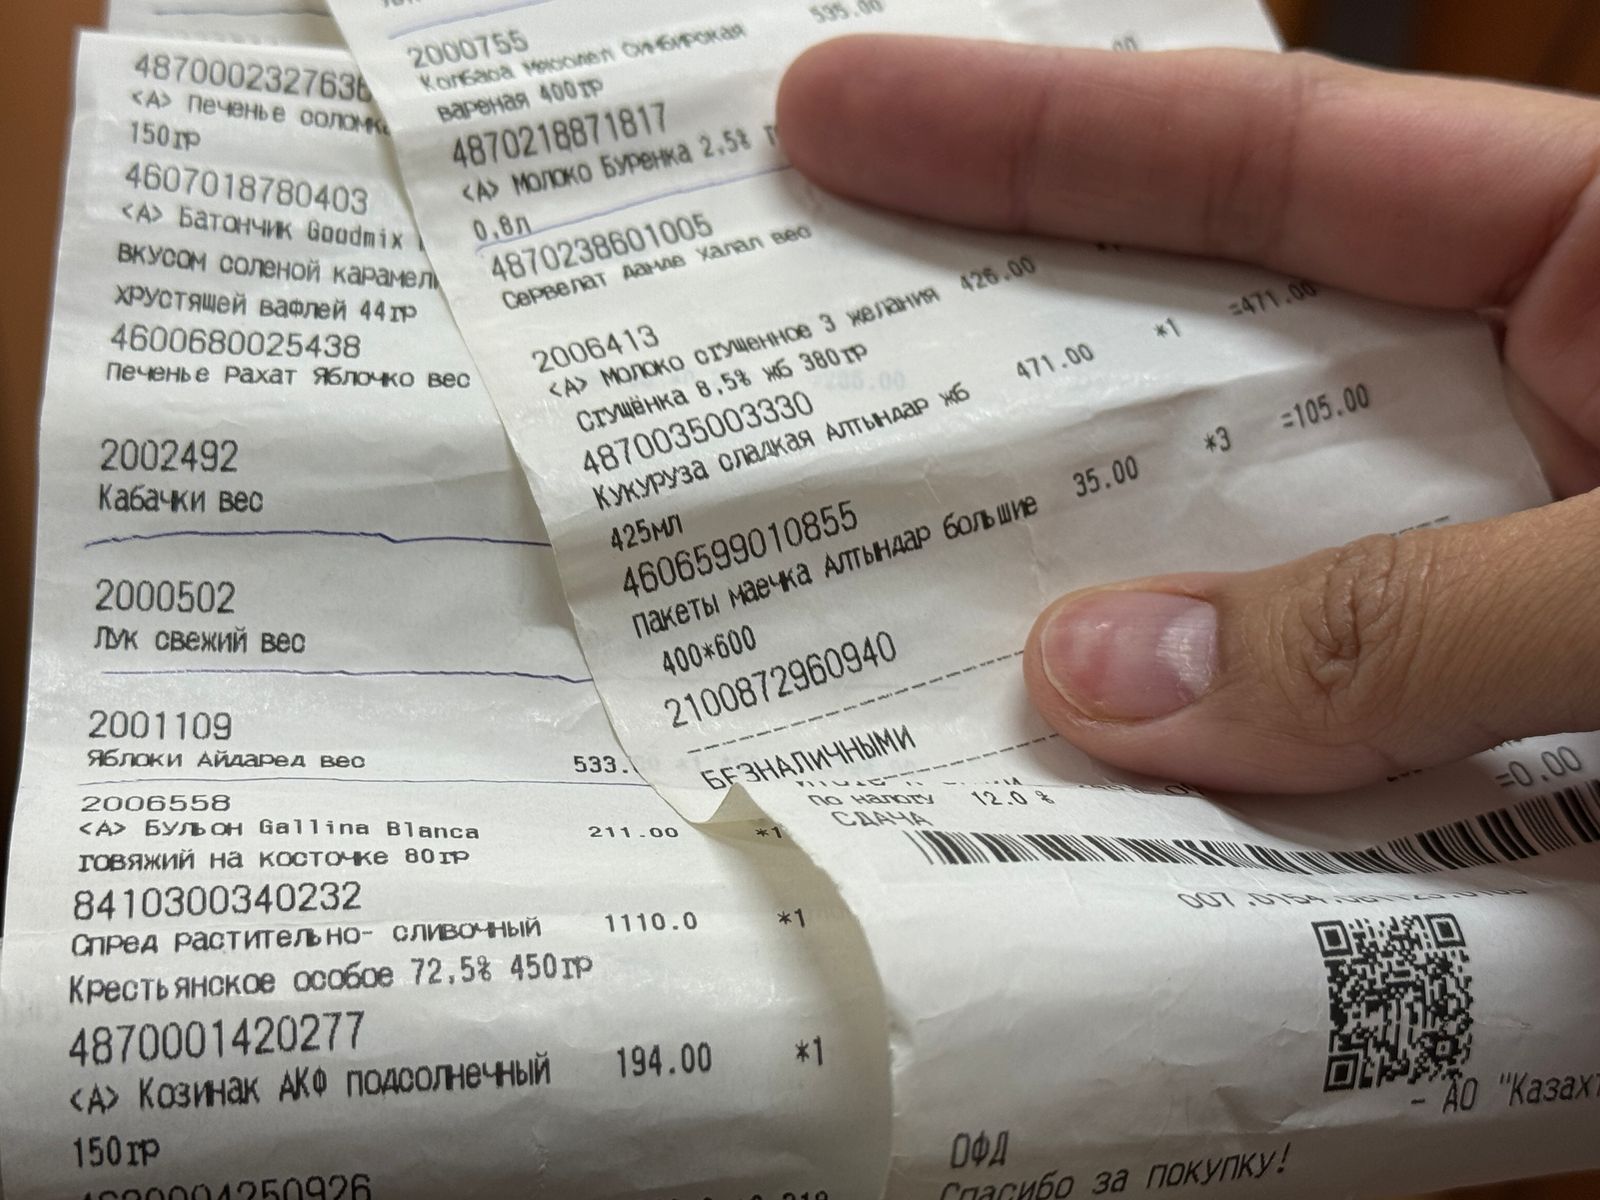 4870002327636
<А> Печенье соломка
150гр
4607018780403
<А> Батончик Goodmix
вкусом соленой карамели
хрустящей вафлей 44гр
4600680025438
Печенье Рахат Яблочко вес
2002492
Кабачки вес
2000502
Лук свежий вес
2001109
Яблоки Айдаред вес 533.
2006558
<А> Бульон Gallina Blanca 211.00 *1
говяжий на косточке 80гр
8410300340232
Спред растительно- сливочный 1110.0 *1
Крестьянское особое 72,5% 450гр
4870001420277
<А> Козинак АКФ подсолнечный 194.00 *1
150гр
4620004250926
2000755 535.00
Колбаса Симбирская
вареная 400гр
4870218871817
<А> Молоко Буренка 2,5%
0,8л
4870238601005
Сервелат Данде Халал вес
2006413
<А> Молоко сгущенное 3 желания 426.00
Сгущёнка 8,5% жб 380гр
4870035003330
Кукуруза сладкая Алтындар жб 471.00 *1 =471.00
425мл
4606599010855
Пакеты маечка Алтындар большие 35.00 *3 =105.00
400*600
2100872960940
БЕЗНАЛИЧНЫМИ
по налогу 12.0 %
СДАЧА =0.00
- АО "Казахт
ОФД
Спасибо за покупку!